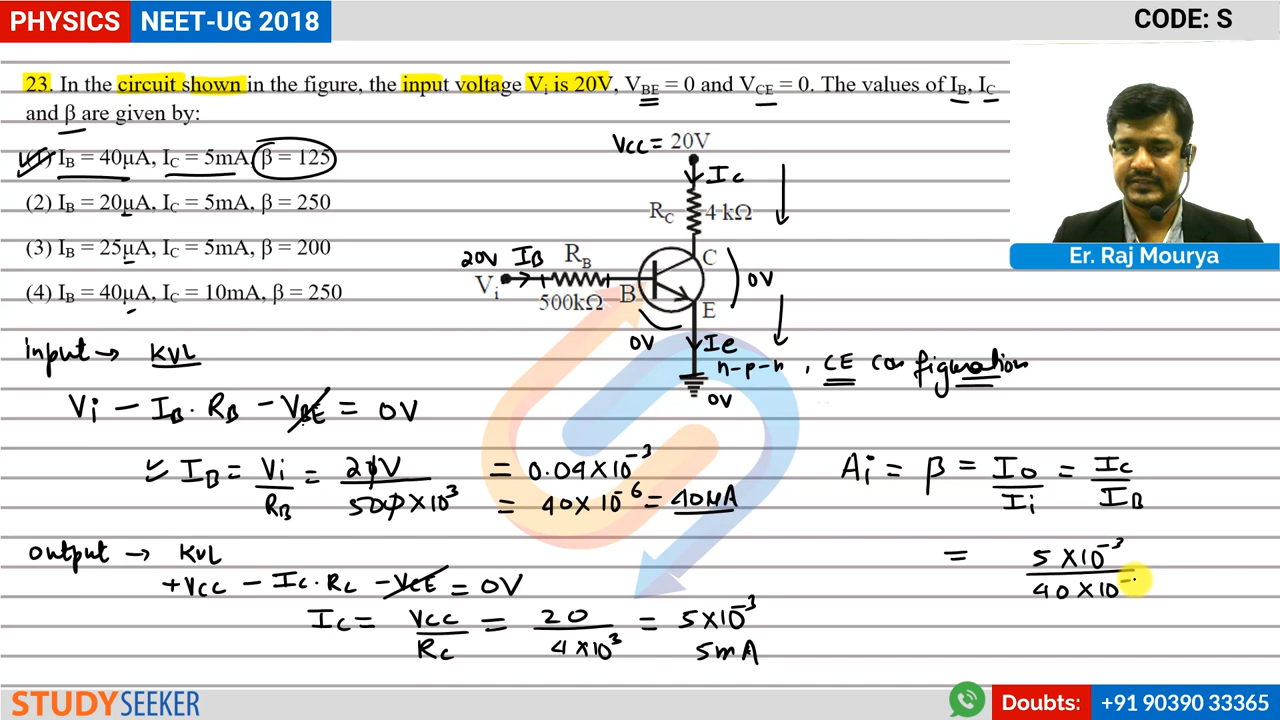 PHYSICS NEET-UG 2018
CODE: S
23. In the circuit shown in the figure, the input voltage Vi is 20V, VBE = 0 and VCE = 0. The values of IB, IC
and β are given by:
(1) IB = 40μA, IC = 5mA, β = 125
(2) IB = 20μA, IC = 5mA, β = 250
(3) IB = 25μA, IC = 5mA, β = 200
(4) IB = 40μA, IC = 10mA, β = 250
VCC = 20V
IC
RC 4 kΩ
20V IB RB C
Vi 500kΩ B 0V
E
0V Ie
n-p-n, CE configuration
0V
Er. Raj Mourya
input → KVL
Vi − IB· RB − VBE = 0V
IB = Vi/RB = 20V/500×10³ = 0.04×10⁻³
= 40×10⁻⁶ = 40μA
output → KVL
+VCC − IC·RC − VCE = 0V
IC = VCC/RC = 20/4×10³ = 5×10⁻³
5mA
Ai = β = Io/Ii = IC/IB
= 5×10⁻³/40×10⁻
STUDYSEEKER
Doubts: +91 90390 33365